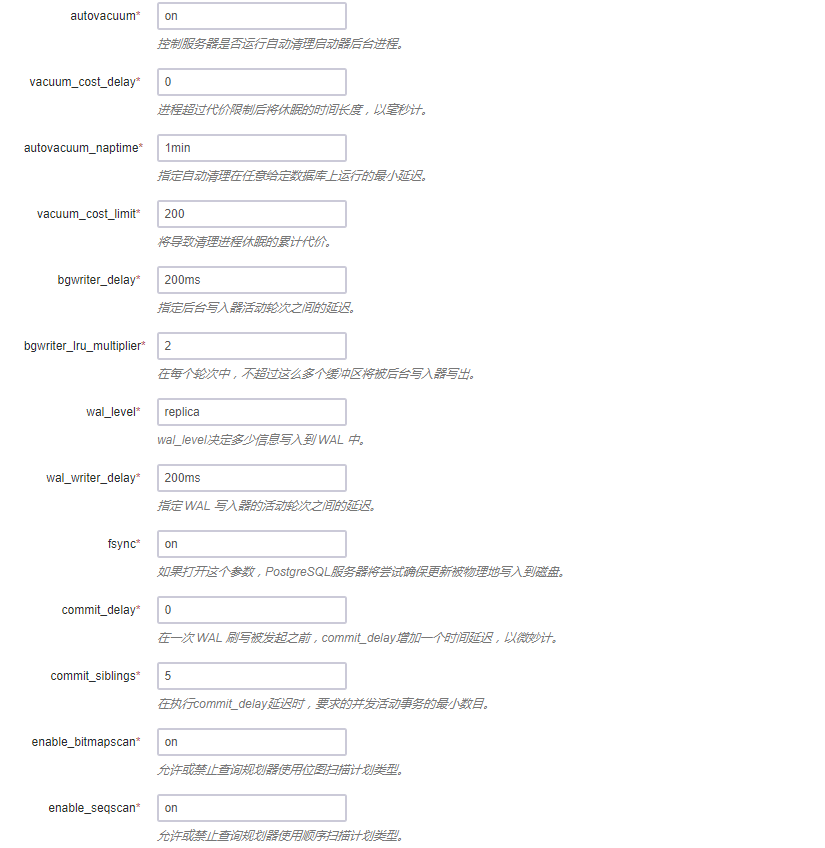 autovacuum* on
控制服务器是否运行自动清理启动器后台进程。
vacuum_cost_delay* 0
进程超过代价限制后将休眠的时间长度，以毫秒计。
autovacuum_naptime* 1min
指定自动清理在任意给定数据库上运行的最小延迟。
vacuum_cost_limit* 200
将导致清理进程休眠的累计代价。
bgwriter_delay* 200ms
指定后台写入器活动轮次之间的延迟。
bgwriter_lru_multiplier* 2
在每个轮次中，不超过这么多个缓冲区将被后台写入器写出。
wal_level* replica
wal_level决定多少信息写入到 WAL 中。
wal_writer_delay* 200ms
指定 WAL 写入器的活动轮次之间的延迟。
fsync* on
如果打开这个参数，PostgreSQL服务器将尝试确保更新被物理地写入到磁盘。
commit_delay* 0
在一次 WAL 刷写被发起之前，commit_delay增加一个时间延迟，以微妙计。
commit_siblings* 5
在执行commit_delay延迟时，要求的并发活动事务的最小数目。
enable_bitmapscan* on
允许或禁止查询规划器使用位图扫描计划类型。
enable_seqscan* on
允许或禁止查询规划器使用顺序扫描计划类型。